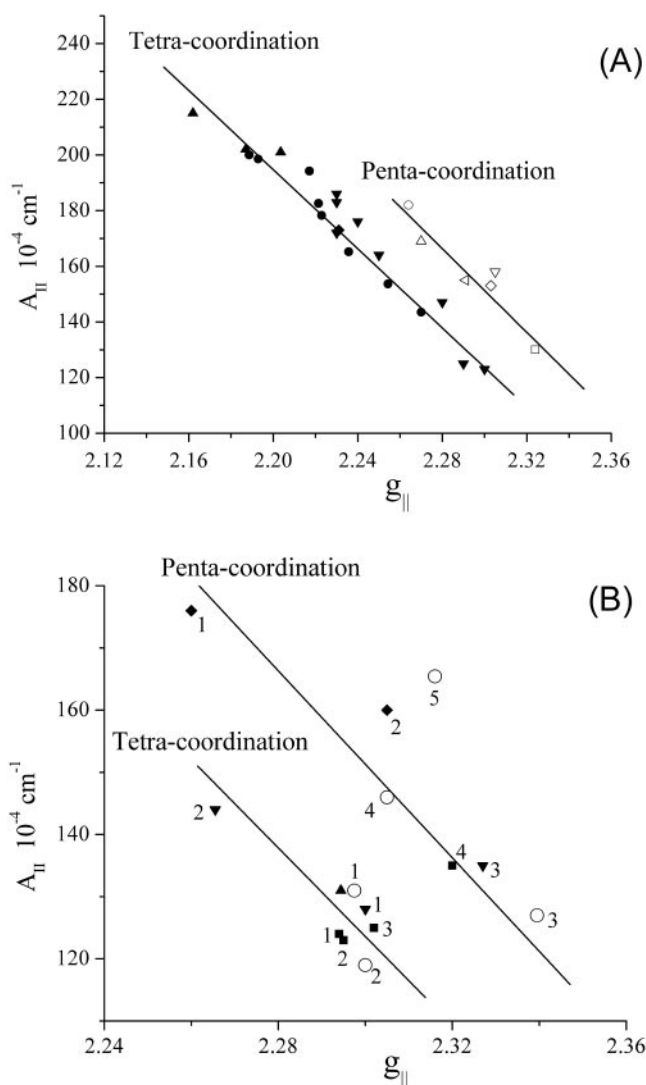 Tetra-coordination
(A)
Penta-coordination
A|| 10⁻⁴ cm⁻¹
240
220
200
180
160
140
120
100
2.12 2.16 2.20 2.24 2.28 2.32 2.36
g||
Penta-coordination
(B)
Tetra-coordination
A|| 10⁻⁴ cm⁻¹
180
160
140
120
1
2
5
4
2
4
3
1
1
3
1
2
2
3
2.24 2.28 2.32 2.36
g||